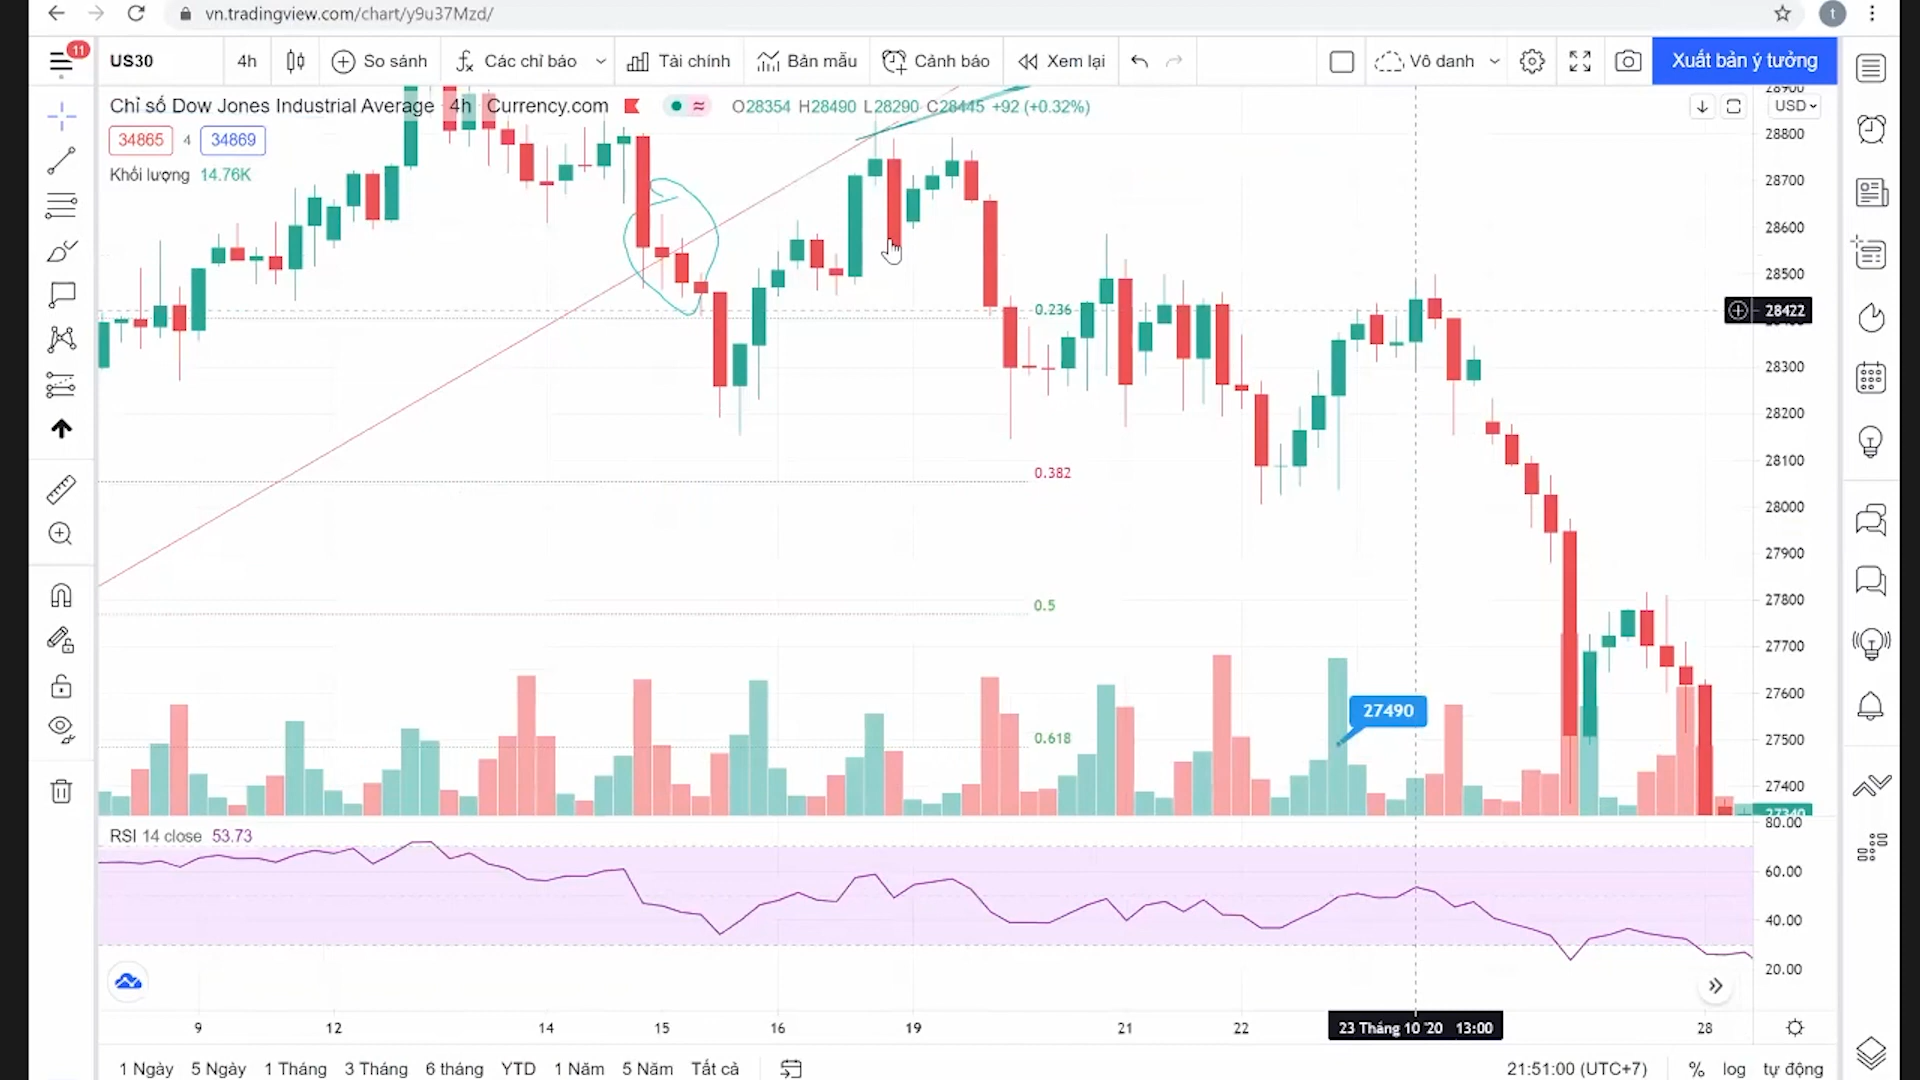 vn.tradingview.com/chart/y9u37Mzd/
t
11
US30
4h
So sánh
Các chỉ báo
Tài chính
Bản mẫu
Cảnh báo
Xem lại
Vô danh
Xuất bản ý tưởng
Chỉ số Dow Jones Industrial Average 4h Currency.com
O28354 H28490 L28290 C28445 +92 (+0.32%)
USD
34865 4 34869
Khối lượng 14.76K
28900
28800
28700
28600
28500
28422
28300
28200
28100
28000
27900
27800
27700
27600
27500
27400
27340
0.236
0.382
0.5
0.618
27490
RSI 14 close 53.73
80.00
60.00
40.00
20.00
9 12 14 15 16 19 21 22 23 Tháng 10 '20 13:00 28
1 Ngày 5 Ngày 1 Tháng 3 Tháng 6 tháng YTD 1 Năm 5 Năm Tất cả
21:51:00 (UTC+7) % log tự động